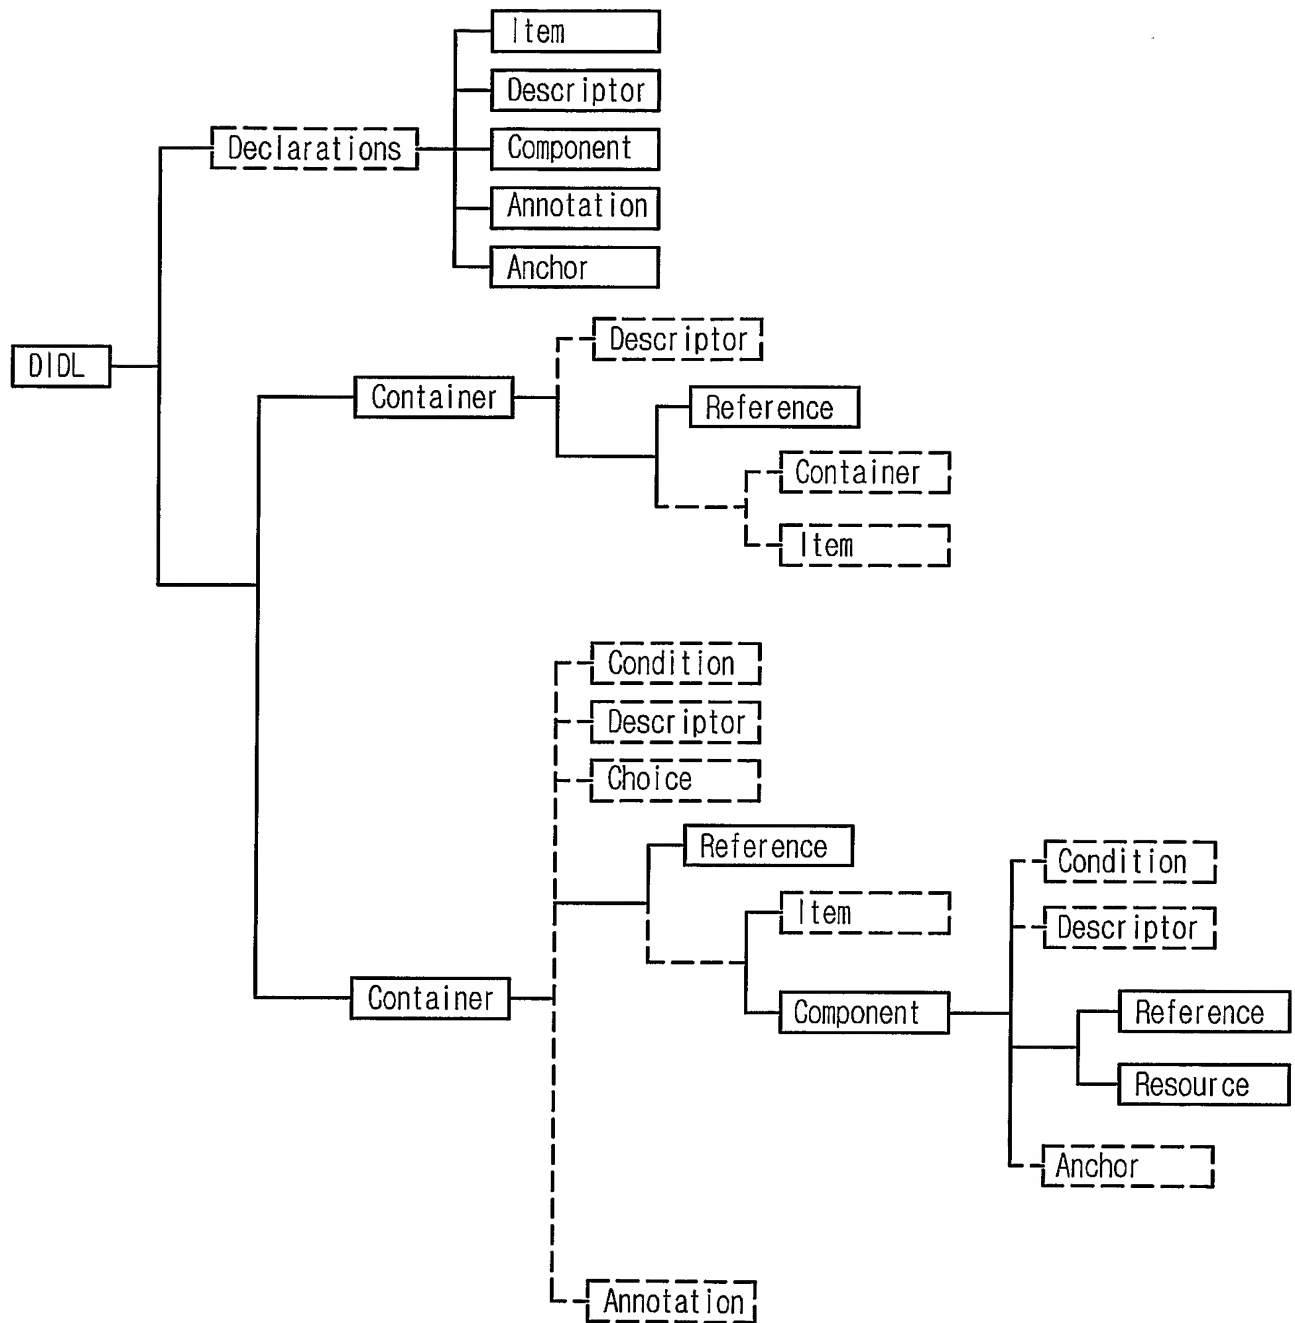 Item
Descriptor
Declarations
Component
Annotation
Anchor
DIDL
Descriptor
Container
Reference
Container
Item
Condition
Descriptor
Choice
Reference
Condition
Item
Descriptor
Container
Component
Reference
Resource
Anchor
Annotation